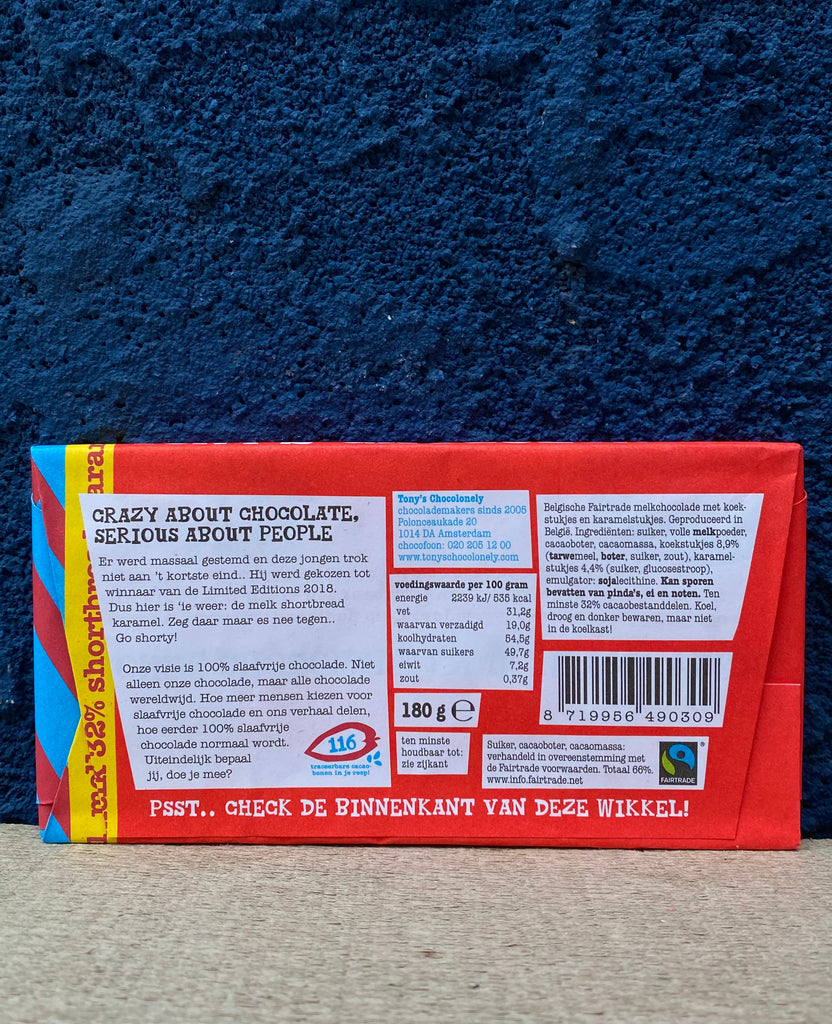 melk 32% shortbread karam
CRAZY ABOUT CHOCOLATE,
SERIOUS ABOUT PEOPLE
Er werd massaal gestemd en deze jongen trok
niet aan 't kortste eind.. Hij werd gekozen tot
winnaar van de Limited Editions 2018.
Dus hier is 'ie weer: de melk shortbread
karamel. Zeg daar maar es nee tegen..
Go shorty!
Onze visie is 100% slaafvrije chocolade. Niet
alleen onze chocolade, maar alle chocolade
wereldwijd. Hoe meer mensen kiezen voor
slaafvrije chocolade en ons verhaal delen,
hoe eerder 100% slaafvrije
chocolade normaal wordt.
Uiteindelijk bepaal
jij, doe je mee?
116
traceerbare cacao-
bonen in je reep!
Tony's Chocolonely
chocolademakers sinds 2005
Polonceaukade 20
1014 DA Amsterdam
chocofoon: 020 205 12 00
www.tonyschocolonely.com
voedingswaarde per 100 gram
energie 2239 kJ/ 535 kcal
vet 31,2g
waarvan verzadigd 19,0g
koolhydraten 54,5g
waarvan suikers 49,7g
eiwit 7,2g
zout 0,37g
180 g e
ten minste
houdbaar tot:
zie zijkant
Belgische Fairtrade melkchocolade met koek-
stukjes en karamelstukjes. Geproduceerd in
België. Ingrediënten: suiker, volle melkpoeder,
cacaoboter, cacaomassa, koekstukjes 8,9%
(tarwemeel, boter, suiker, zout), karamel-
stukjes 4,4% (suiker, glucosestroop),
emulgator: sojalecithine. Kan sporen
bevatten van pinda's, ei en noten. Ten
minste 32% cacaobestanddelen. Koel,
droog en donker bewaren, maar niet
in de koelkast!
8 719956 490309
Suiker, cacaoboter, cacaomassa:
verhandeld in overeenstemming met
de Fairtrade voorwaarden. Totaal 66%.
www.info.fairtrade.net
FAIRTRADE
®
PSST.. CHECK DE BINNENKANT VAN DEZE WIKKEL!